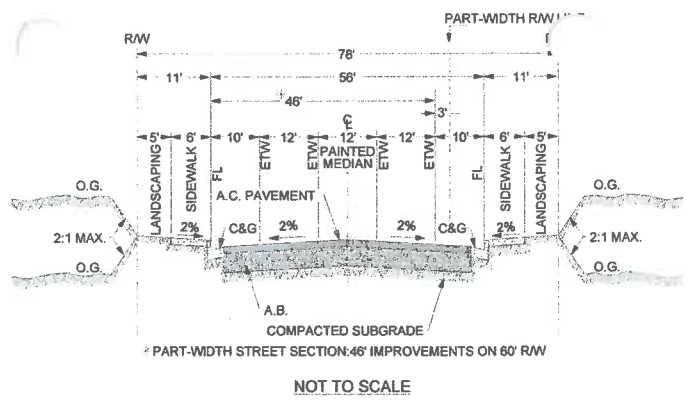 PART-WIDTH R/W
R/W
78'
11' 56' 11'
*46'
3'
℄
5' 6' 10' 12' 12' 12' 10' 6' 5'
LANDSCAPING
SIDEWALK
FL
ETW
ETW
PAINTED
MEDIAN
ETW
ETW
FL
SIDEWALK
LANDSCAPING
A.C. PAVEMENT
O.G. O.G.
C&G 2% 2% C&G
2% 2%
2:1 MAX. 2:1 MAX.
O.G. O.G.
A.B.
COMPACTED SUBGRADE
* PART-WIDTH STREET SECTION:46' IMPROVEMENTS ON 60' R/W
NOT TO SCALE